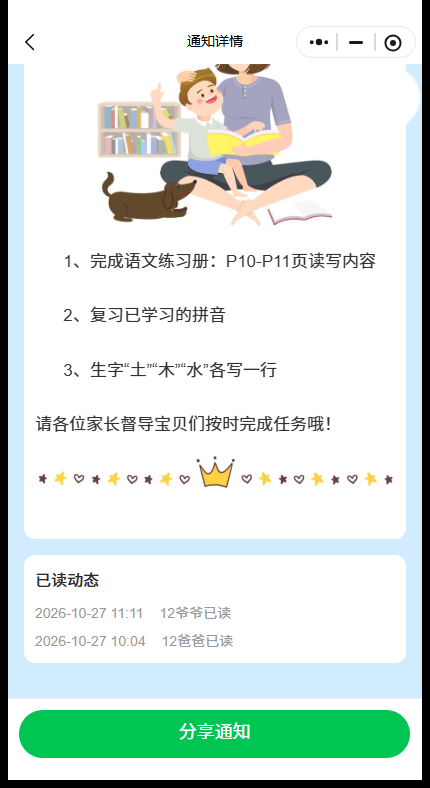 通知详情
1、完成语文练习册：P10-P11页读写内容
2、复习已学习的拼音
3、生字“土”“木”“水”各写一行
请各位家长督导宝贝们按时完成任务哦！
已读动态
2026-10-27 11:11 12爷爷已读
2026-10-27 10:04 12爸爸已读
分享通知